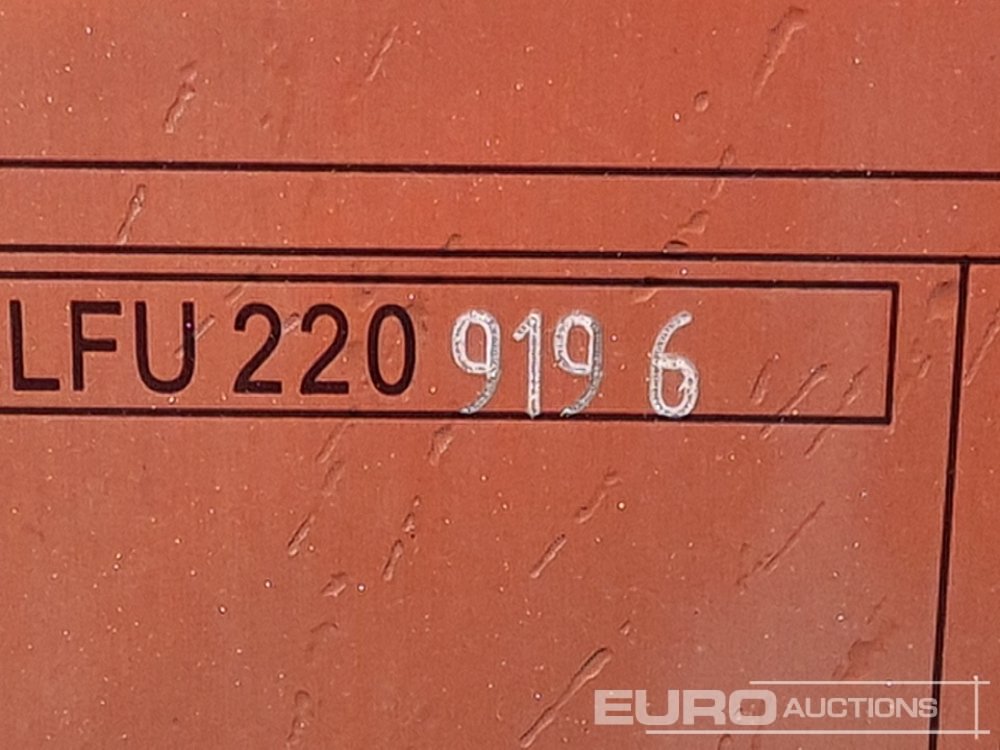 LFU 220 919 6
EURO AUCTIONS